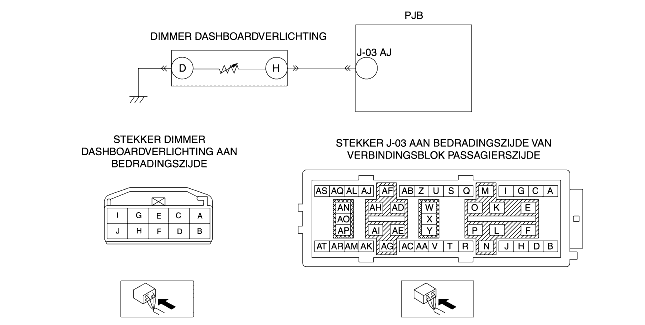 PJB
DIMMER DASHBOARDVERLICHTING
J-03 AJ
D H
STEKKER DIMMER
DASHBOARDVERLICHTING AAN
BEDRADINGSZIJDE
STEKKER J-03 AAN BEDRADINGSZIJDE VAN
VERBINDINGSBLOK PASSAGIERSZIJDE
I G E C A
J H F D B
AS AQ AL AJ AF AB Z U S Q M I G C A
AN AH AD W O K E
AO X
AP AI AE Y P L F
AT AR AM AK AG AC AA V T R N J H D B